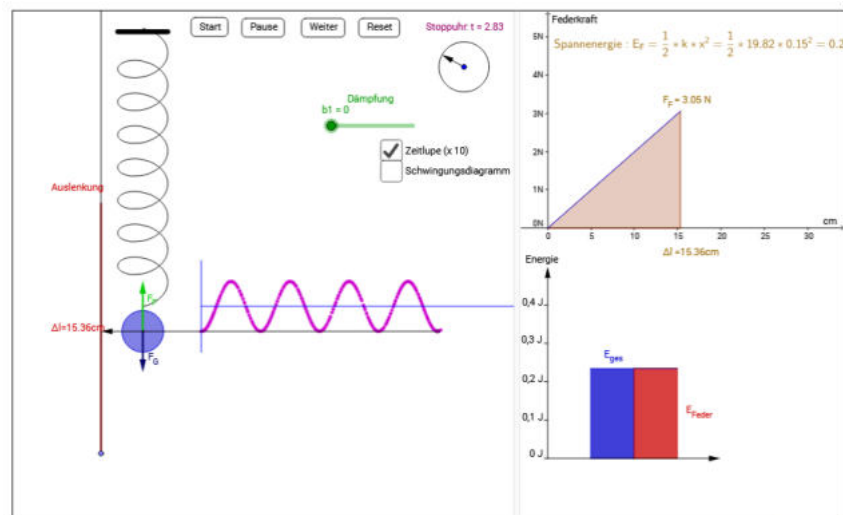 Start Pause Weiter Reset
Stoppuhr: t = 2.83
Dämpfung
b1 = 0
Zeitlupe (x 10)
Schwingungsdiagramm
Auslenkung
Δl=15.36cm
F_G
Federkraft
Spannenergie : E_F = 1/2 * k * x² = 1/2 * 19.82 * 0.15² = 0.2
5N
4N
3N
2N
1N
0N
F_F = 3.05 N
0 5 10 15 20 25 30
cm
Δl =15.36cm
Energie
0,4 J
0,3 J
0,2 J
0,1 J
0 J
E_ges
E_Feder